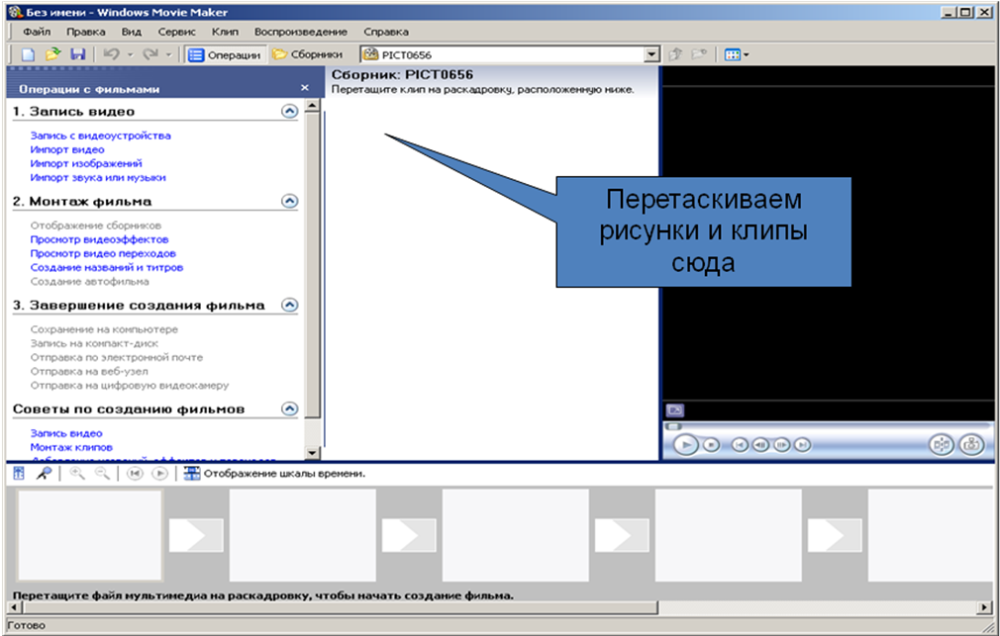 Без имени - Windows Movie Maker
Файл Правка Вид Сервис Клип Воспроизведение Справка
Операции Сборники PICT0656
Операции с фильмами
1. Запись видео
Запись с видеоустройства
Импорт видео
Импорт изображений
Импорт звука или музыки
2. Монтаж фильма
Отображение сборников
Просмотр видеоэффектов
Просмотр видео переходов
Создание названий и титров
Создание автофильма
3. Завершение создания фильма
Сохранение на компьютере
Запись на компакт-диск
Отправка по электронной почте
Отправка на веб-узел
Отправка на цифровую видеокамеру
Советы по созданию фильмов
Запись видео
Монтаж клипов
Сборник: PICT0656
Перетащите клип на раскадровку, расположенную ниже.
Перетаскиваем
рисунки и клипы
сюда
Отображение шкалы времени.
Перетащите файл мультимедиа на раскадровку, чтобы начать создание фильма.
Готово